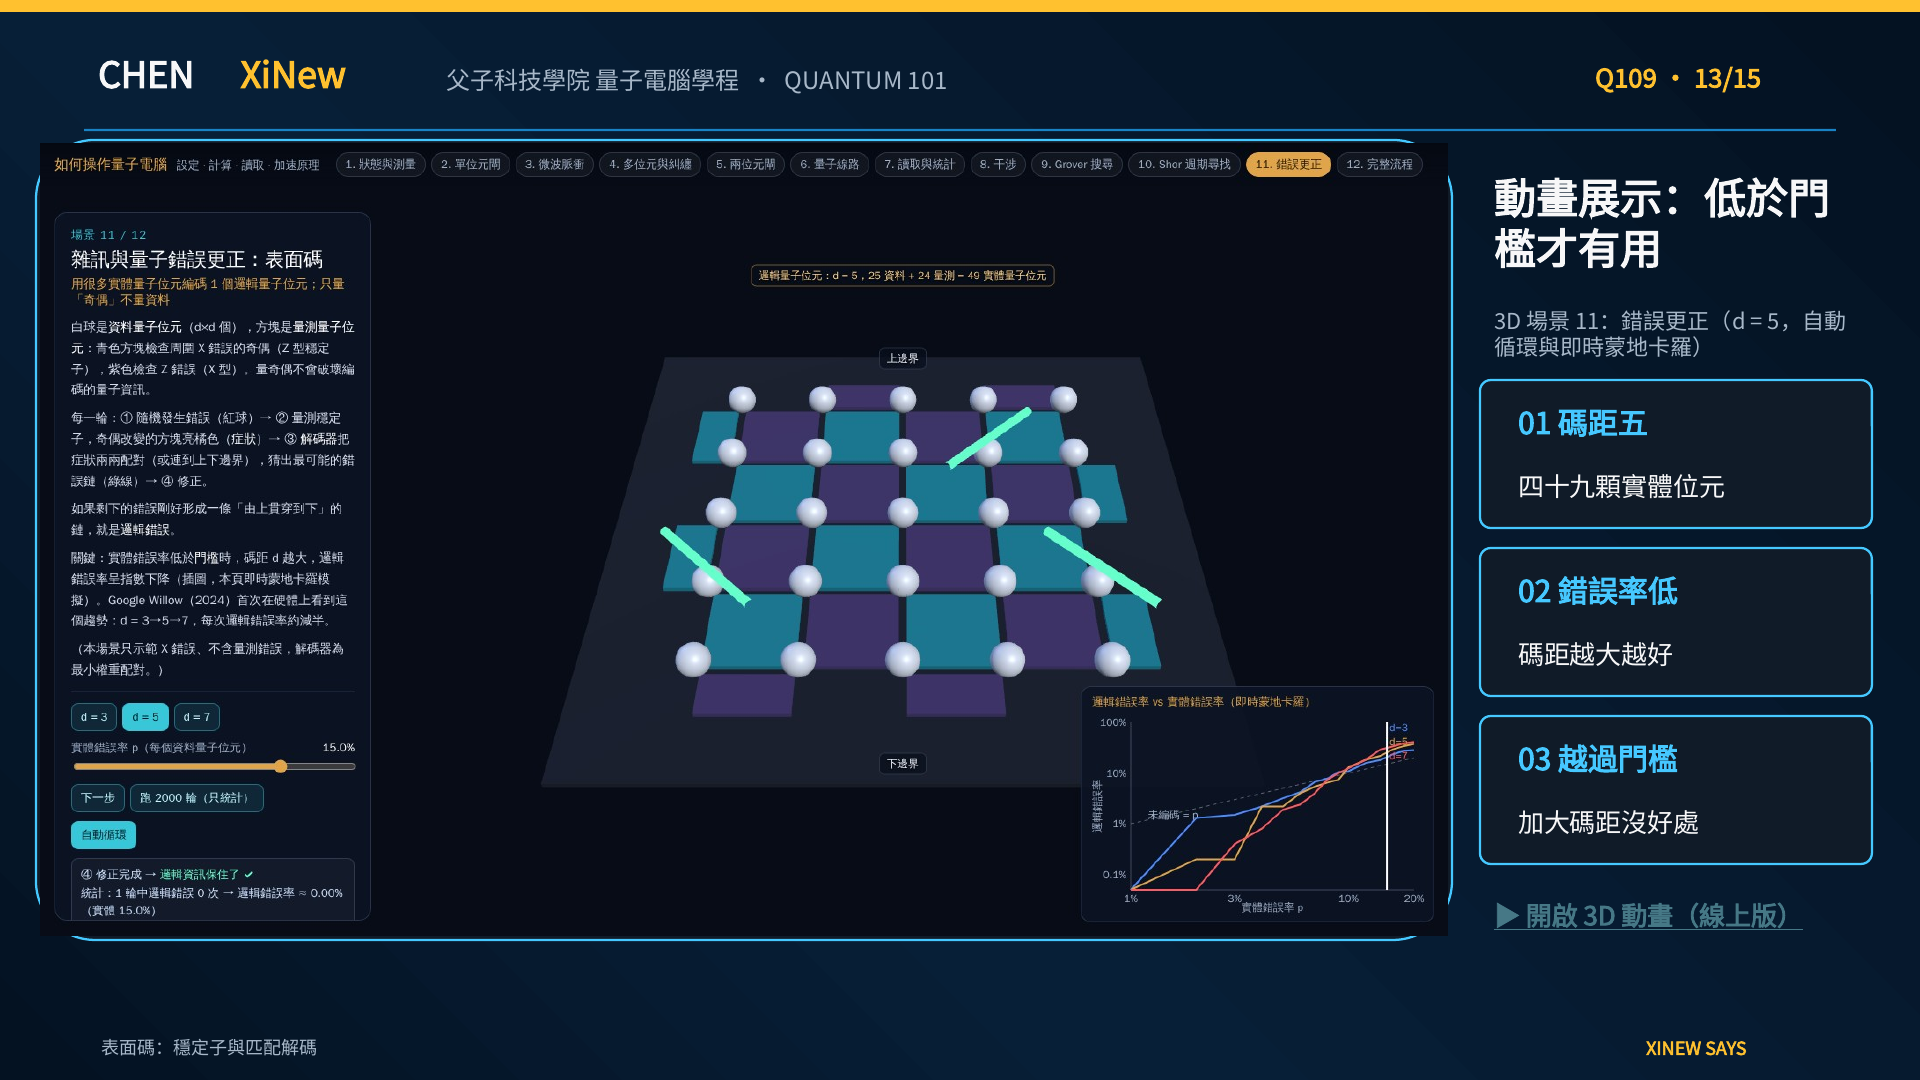 CHEN XiNew 父子科技學院 量子電腦學程 • QUANTUM 101
Q109 • 13/15
如何操作量子電腦 設定 · 計算 · 讀取 · 加速原理
1. 狀態與測量
2. 單位元閘
3. 微波脈衝
4. 多位元與糾纏
5. 兩位元閘
6. 量子線路
7. 讀取與統計
8. 干涉
9. Grover 搜尋
10. Shor 週期尋找
11. 錯誤更正
12. 完整流程
場景 11 / 12
雜訊與量子錯誤更正：表面碼
用很多實體量子位元編碼 1 個邏輯量子位元；只量
「奇偶」不量資料
白球是資料量子位元（d×d 個），方塊是量測量子位
元：青色方塊檢查周圍 X 錯誤的奇偶（Z 型穩定
子），紫色檢查 Z 錯誤（X 型）。量奇偶不會破壞編
碼的量子資訊。
每一輪：① 隨機發生錯誤（紅球）→ ② 量測穩定
子，奇偶改變的方塊亮橘色（症狀）→ ③ 解碼器把
症狀兩兩配對（或連到上下邊界），猜出最可能的錯
誤鏈（綠線）→ ④ 修正。
如果剩下的錯誤剛好形成一條「由上貫穿到下」的
鏈，就是邏輯錯誤。
關鍵：實體錯誤率低於門檻時，碼距 d 越大，邏輯
錯誤率呈指數下降（插圖，本頁即時蒙地卡羅模
擬）。Google Willow（2024）首次在硬體上看到這
個趨勢：d = 3→5→7，每次邏輯錯誤率約減半。
（本場景只示範 X 錯誤、不含量測錯誤，解碼器為
最小權重配對。）
d = 3
d = 5
d = 7
實體錯誤率 p（每個資料量子位元） 15.0%
下一步
跑 2000 輪（只統計）
自動循環
④ 修正完成 → 邏輯資訊保住了 ✓
統計：1 輪中邏輯錯誤 0 次 → 邏輯錯誤率 ≈ 0.00%
（實體 15.0%）
邏輯量子位元：d = 5，25 資料 + 24 量測 = 49 實體量子位元
上邊界
下邊界
邏輯錯誤率 vs 實體錯誤率（即時蒙地卡羅）
100%
10%
1%
0.1%
邏輯錯誤率
未編碼 = p
d=3
d=5
d=7
1%
3%
10%
20%
實體錯誤率 p
動畫展示：低於門
檻才有用
3D 場景 11：錯誤更正（d = 5，自動
循環與即時蒙地卡羅）
01 碼距五
四十九顆實體位元
02 錯誤率低
碼距越大越好
03 越過門檻
加大碼距沒好處
▶ 開啟 3D 動畫（線上版）
表面碼：穩定子與匹配解碼
XINEW SAYS